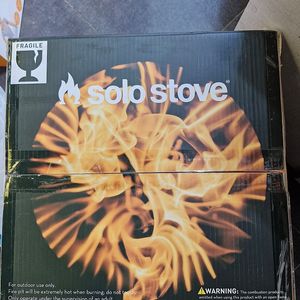 FRAGILE
solo stove®
For outdoor use only.
Fire pit will be extremely hot when burning; do not
Only operate under the supervision of an adult.
WARNING: The combustion products
emitted when using this product with an open